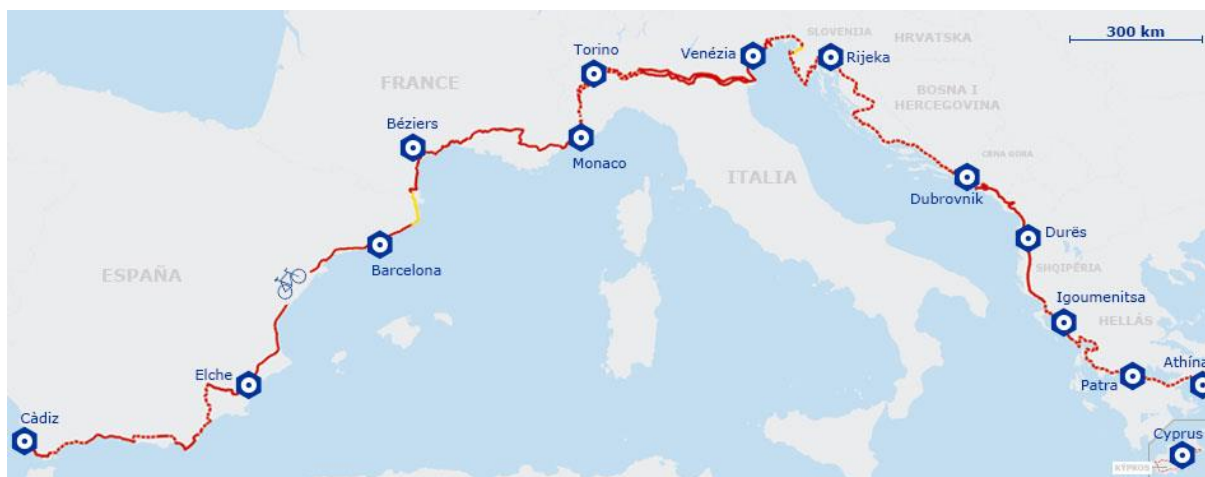 300 km
SLOVENIJA
HRVATSKA
Torino
Venézia
Rijeka
FRANCE
BOSNA I
HERCEGOVINA
Béziers
Monaco
CRNA GORA
ITALIA
Dubrovnik
Barcelona
Durës
ESPAÑA
SHQIPËRIA
Igoumenitsa
HELLÁS
Elche
Athína
Patra
Càdiz
Cyprus
KYPROS